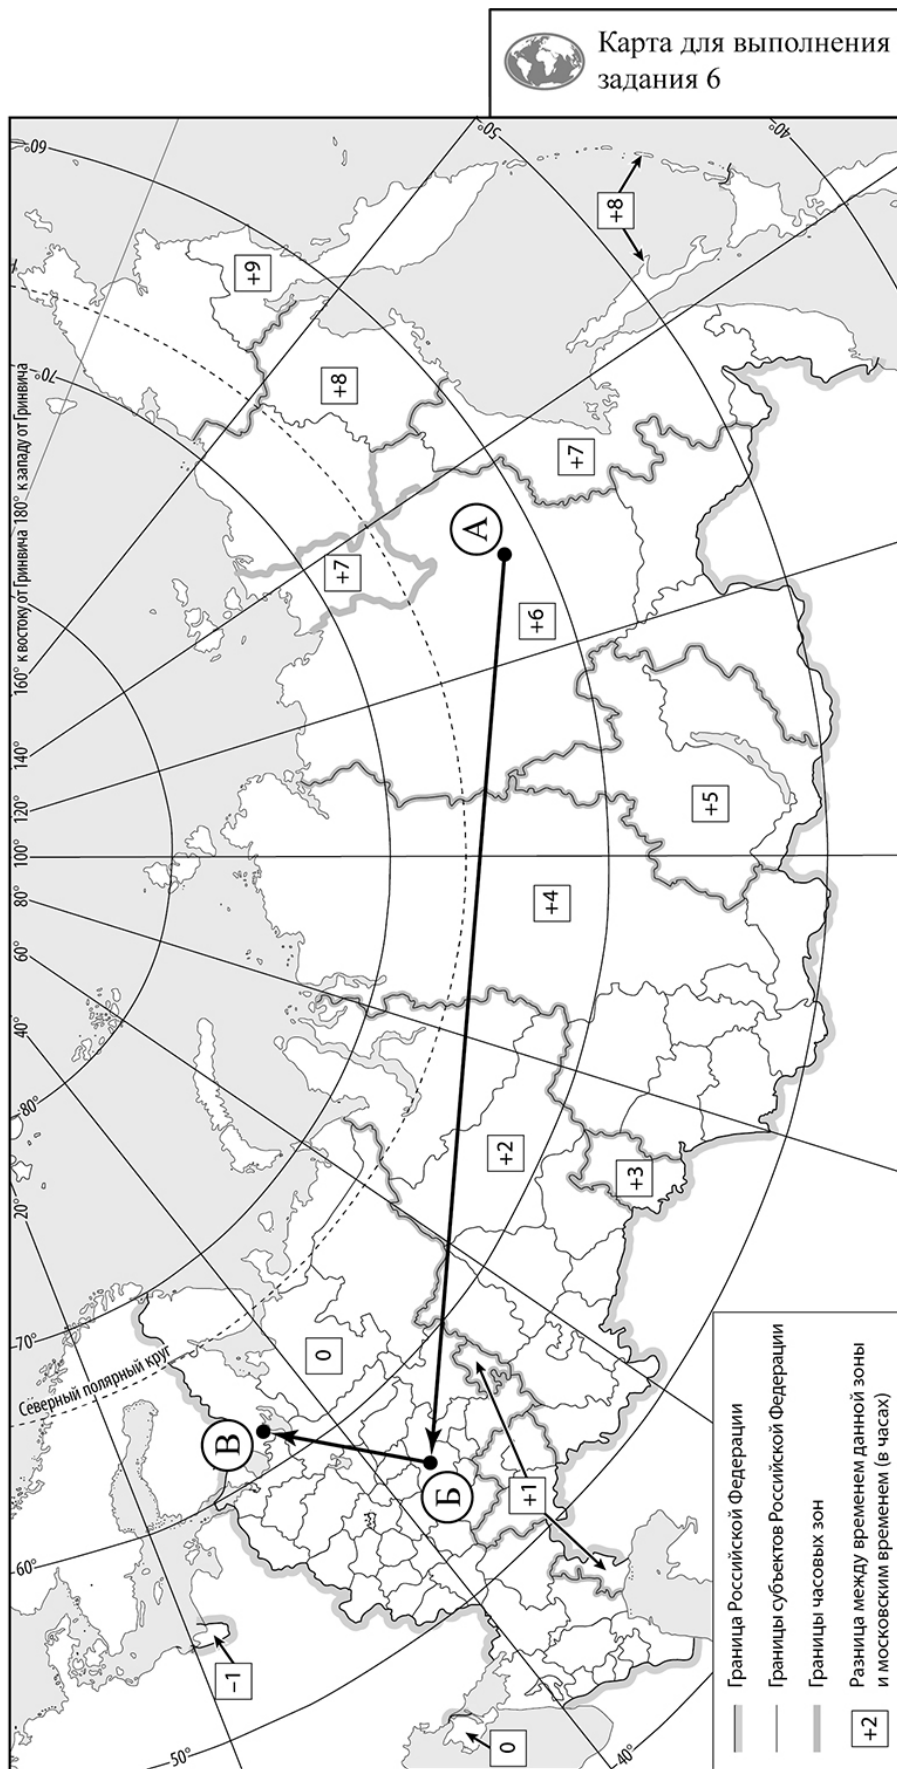 Карта для выполнения
задания 6
160° к востоку от Гринвича 180° к западу от Гринвича
140°
120°
100°
80°
60°
40°
20°
80°
70°
60°
50°
40°
70°
60°
50°
40°
Северный полярный круг
+9
+8
+8
+7
+7
+6
+5
+4
+3
+2
+1
0
0
−1
А
Б
В
Граница Российской Федерации
Границы субъектов Российской Федерации
Границы часовых зон
+2
Разница между временем данной зоны
и московским временем (в часах)